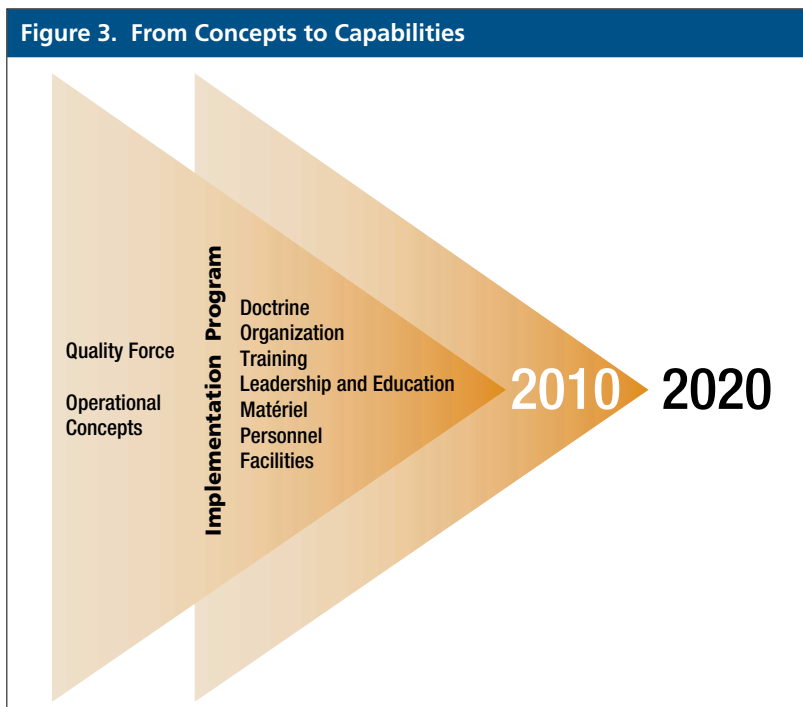 Figure 3. From Concepts to Capabilities
Quality Force
Operational
Concepts
Implementation Program
Doctrine
Organization
Training
Leadership and Education
Matériel
Personnel
Facilities
2010
2020